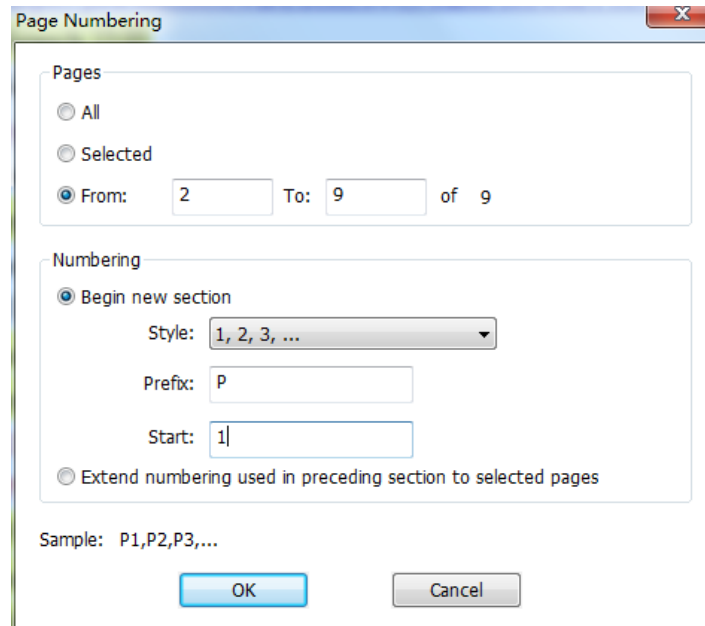 Page Numbering
Pages
All
Selected
From: 2 To: 9 of 9
Numbering
Begin new section
Style: 1, 2, 3, ...
Prefix: P
Start: 1
Extend numbering used in preceding section to selected pages
Sample: P1,P2,P3,...
OK Cancel